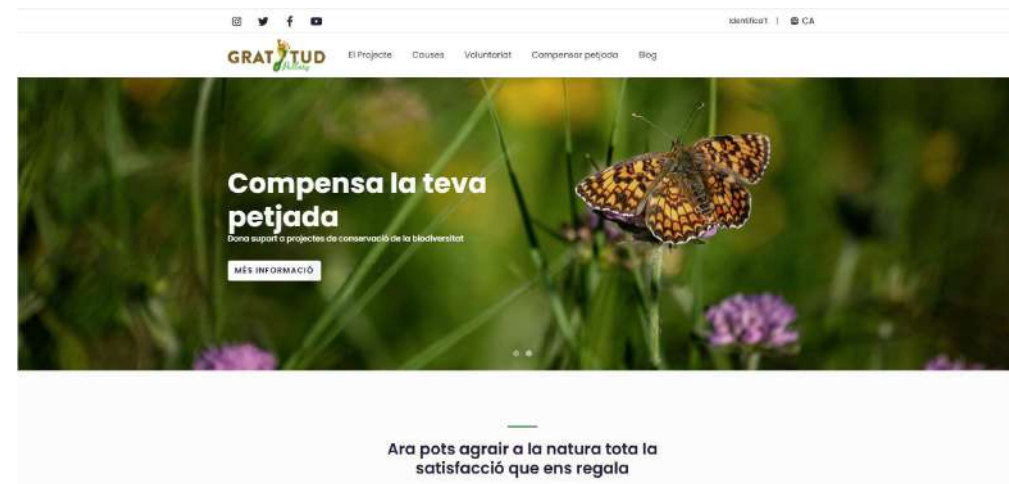 Identifica't | CA
GRATITUD
Pallars
El Projecte Causes Voluntariat Compensar petjada Blog
Compensa la teva
petjada
Dona suport a projectes de conservació de la biodiversitat
MÉS INFORMACIÓ
Ara pots agrair a la natura tota la
satisfacció que ens regala